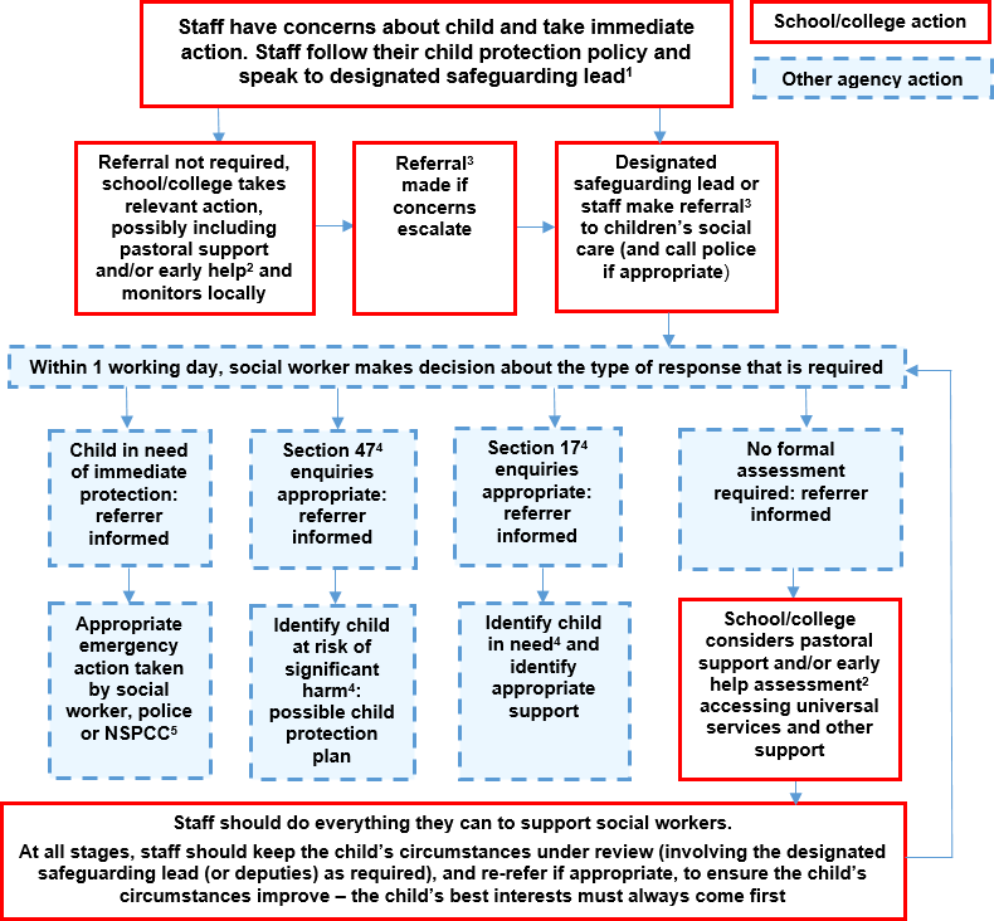 Staff have concerns about child and take immediate
action. Staff follow their child protection policy and
speak to designated safeguarding lead¹
School/college action
Other agency action
Referral not required,
school/college takes
relevant action,
possibly including
pastoral support
and/or early help² and
monitors locally
Referral³
made if
concerns
escalate
Designated
safeguarding lead or
staff make referral³
to children’s social
care (and call police
if appropriate)
Within 1 working day, social worker makes decision about the type of response that is required
Child in need
of immediate
protection:
referrer
informed
Section 47⁴
enquiries
appropriate:
referrer
informed
Section 17⁴
enquiries
appropriate:
referrer
informed
No formal
assessment
required: referrer
informed
Appropriate
emergency
action taken
by social
worker, police
or NSPCC⁵
Identify child
at risk of
significant
harm⁴:
possible child
protection
plan
Identify child
in need⁴ and
identify
appropriate
support
School/college
considers pastoral
support and/or early
help assessment²
accessing universal
services and other
support
Staff should do everything they can to support social workers.
At all stages, staff should keep the child’s circumstances under review (involving the designated
safeguarding lead (or deputies) as required), and re-refer if appropriate, to ensure the child’s
circumstances improve – the child’s best interests must always come first